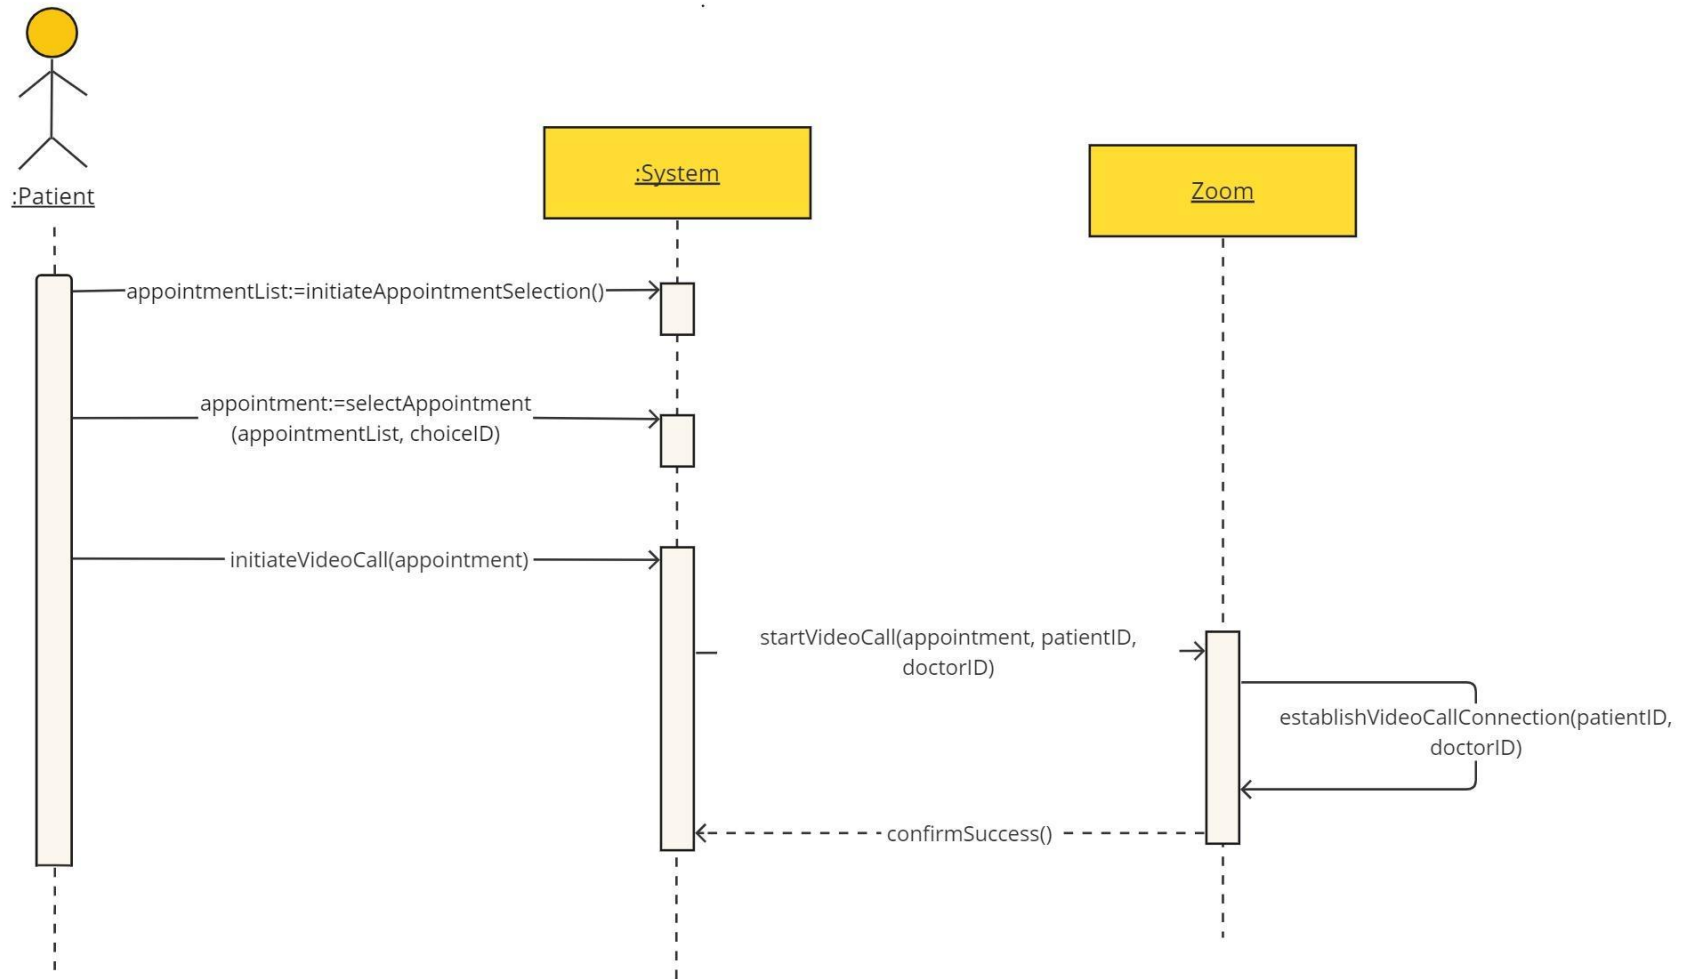 :Patient
:System
Zoom
appointmentList:=initiateAppointmentSelection()
appointment:=selectAppointment
(appointmentList, choiceID)
initiateVideoCall(appointment)
startVideoCall(appointment, patientID,
doctorID)
establishVideoCallConnection(patientID,
doctorID)
confirmSuccess()